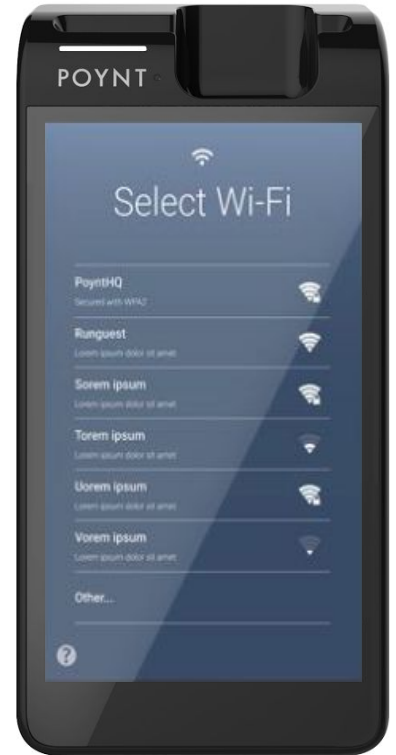 POYNT
Select Wi-Fi
PoyntHQ
Secured with WPA2
Runguest
Lorem ipsum dolor sit amet
Sorem ipsum
Lorem ipsum dolor sit amet
Torem ipsum
Lorem ipsum dolor sit amet
Uorem ipsum
Lorem ipsum dolor sit amet
Vorem ipsum
Lorem ipsum dolor sit amet
Other...
?